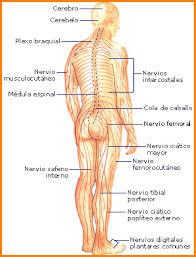 Cerebro
Cerebelo
Plexo braquial
Nervio
musculocutáneo
Médula espinal
Nervios
intercostales
Cola de caballo
Nervio femoral
Nervio ciático
mayor
Nervio
femorocutáneo
Nervio safeno
interno
Nervio tibial
posterior
Nervio ciático
poplíteo externo
Nervios digitales
plantares comunes